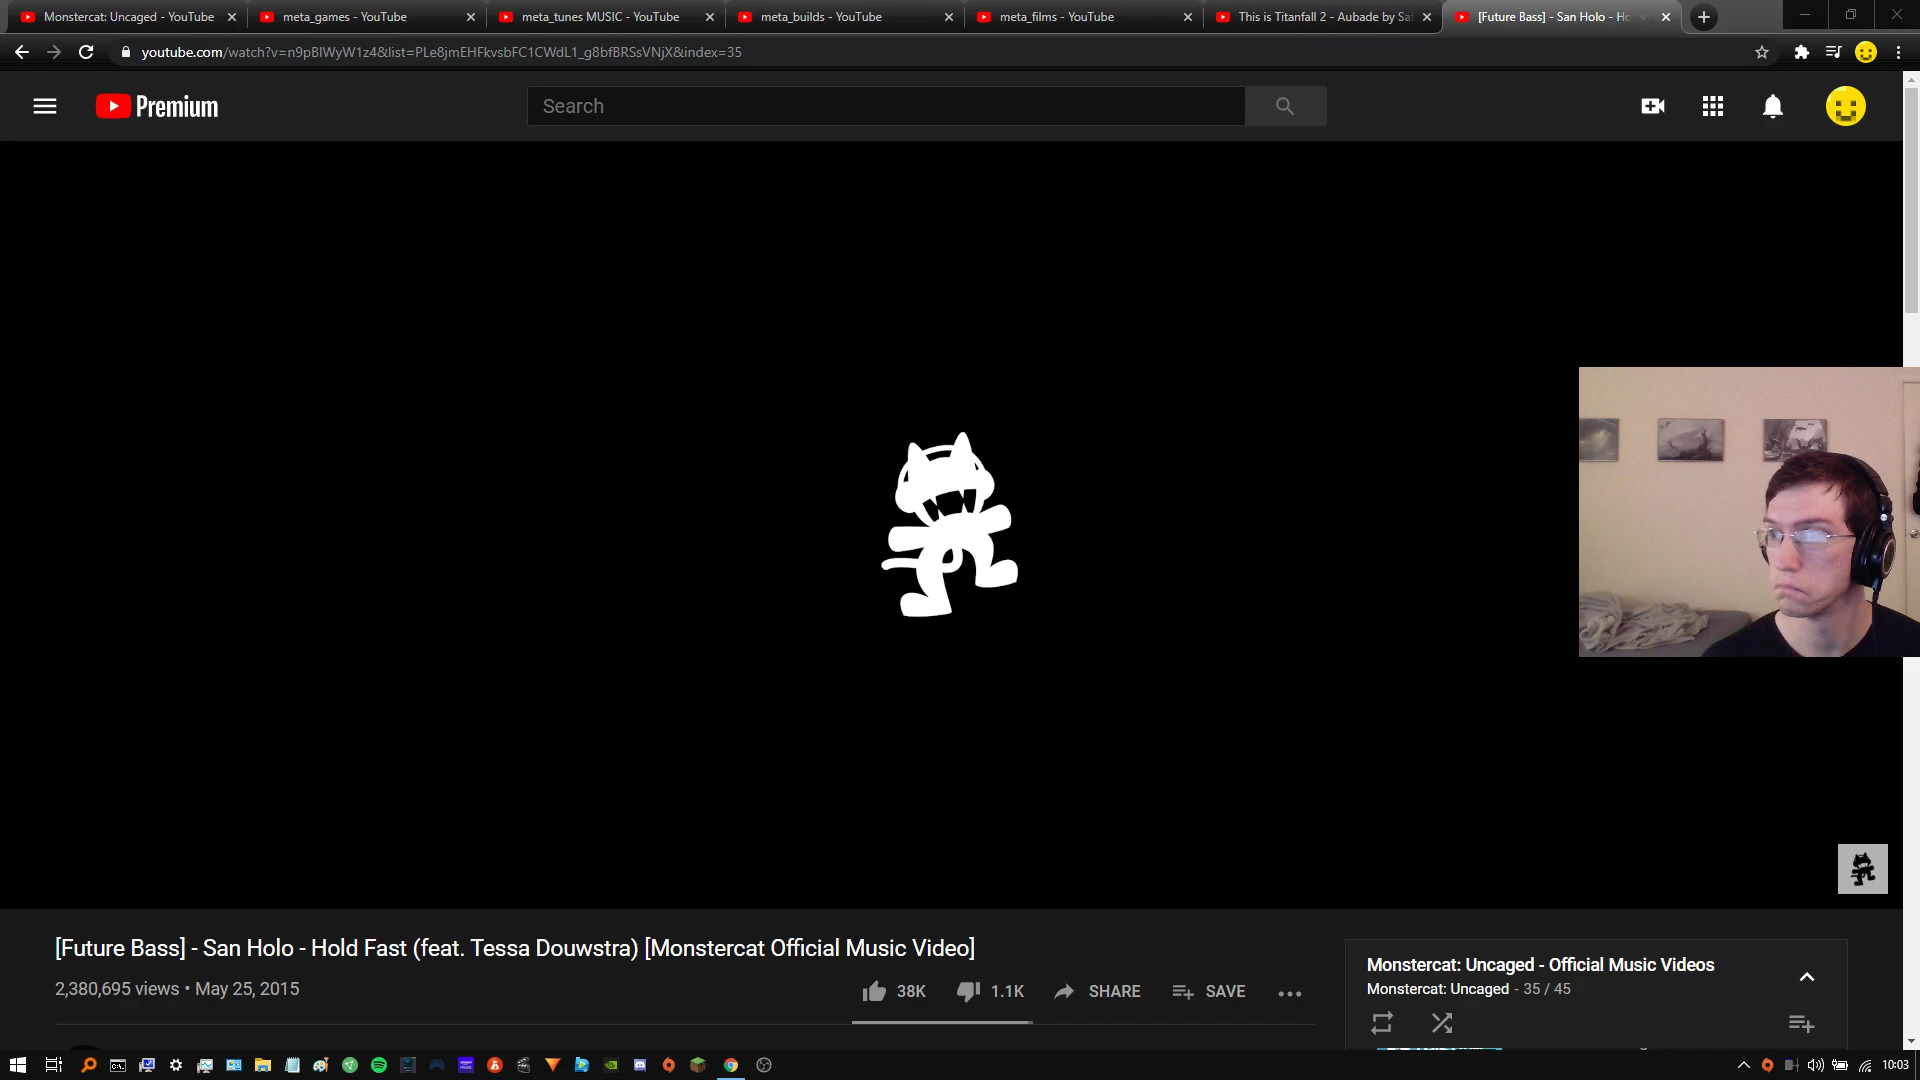 Monstercat: Uncaged - YouTube
meta_games - YouTube
meta_tunes MUSIC - YouTube
meta_builds - YouTube
meta_films - YouTube
This is Titanfall 2 - Aubade by Sat
[Future Bass] - San Holo - Ho
youtube.com/watch?v=n9pBlWyW1z4&list=PLe8jmEHFkvsbFC1CWdL1_g8bfBRSsVNjX&index=35
Premium
Search
[Future Bass] - San Holo - Hold Fast (feat. Tessa Douwstra) [Monstercat Official Music Video]
2,380,695 views • May 25, 2015
38K
1.1K
SHARE
SAVE
Monstercat: Uncaged - Official Music Videos
Monstercat: Uncaged - 35 / 45
10:03